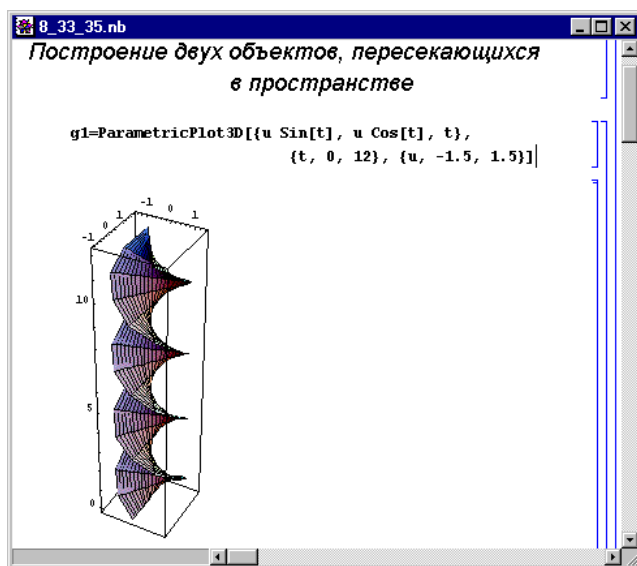 8_33_35.nb
Построение двух объектов, пересекающихся
в пространстве
g1=ParametricPlot3D[{u Sin[t], u Cos[t], t},
{t, 0, 12}, {u, -1.5, 1.5}]
-1 0 1
-1 0 1
10
5
0